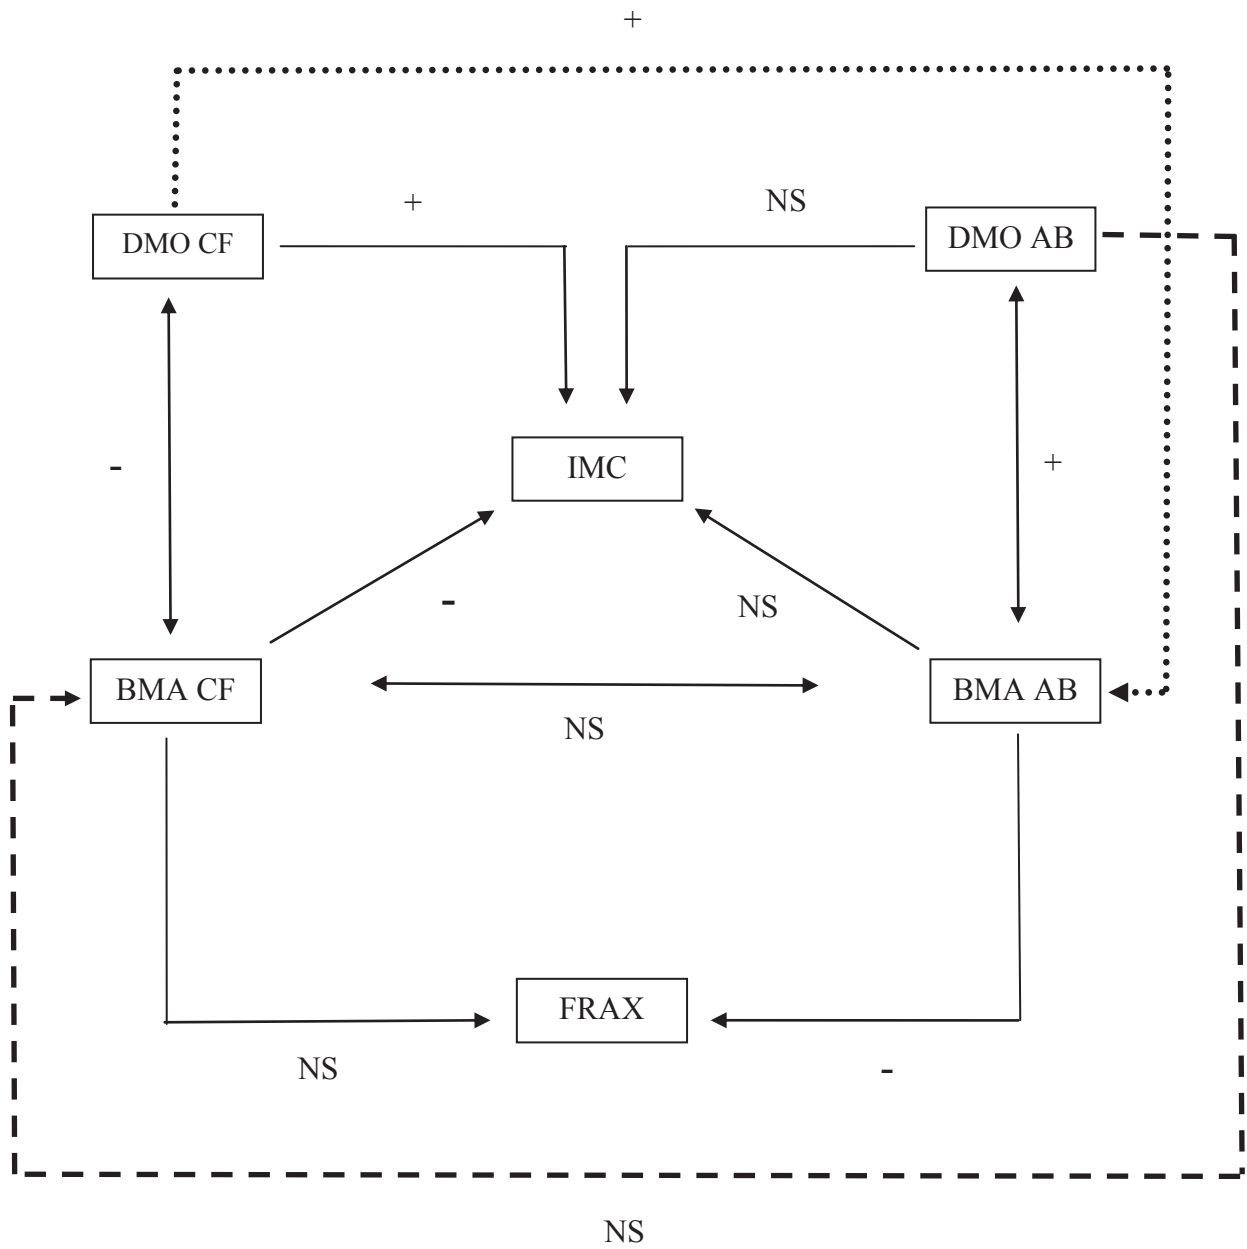 +
+
NS
DMO CF
DMO AB
-
IMC
+
-
NS
BMA CF
BMA AB
NS
FRAX
NS
-
NS